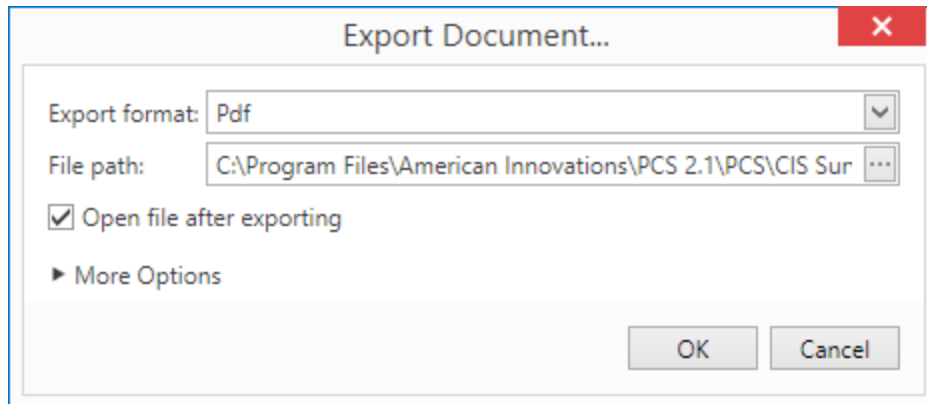 Export Document...
Export format: Pdf
File path: C:\Program Files\American Innovations\PCS 2.1\PCS\CIS Sur ...
Open file after exporting
More Options
OK Cancel